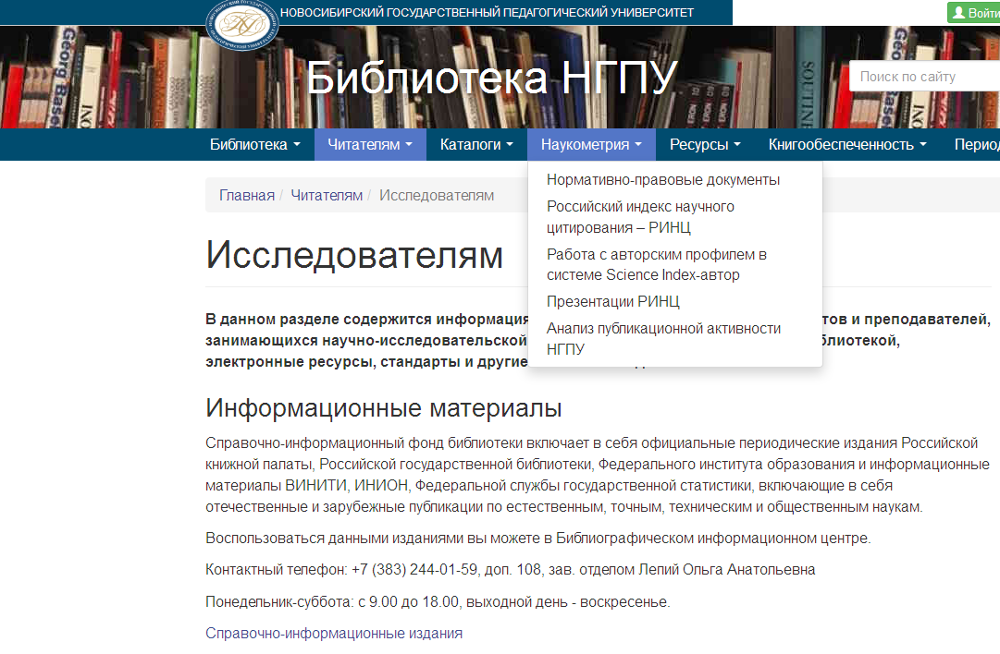 НОВОСИБИРСКИЙ ГОСУДАРСТВЕННЫЙ ПЕДАГОГИЧЕСКИЙ УНИВЕРСИТЕТ
Войти
Библиотека НГПУ
Поиск по сайту
Библиотека Читателям Каталоги Наукометрия Ресурсы Книгообеспеченность Период
Нормативно-правовые документы
Российский индекс научного
цитирования – РИНЦ
Работа с авторским профилем в
системе Science Index-автор
Презентации РИНЦ
Анализ публикационной активности
НГПУ
Главная / Читателям / Исследователям
Исследователям
В данном разделе содержится информация тов и преподавателей,
занимающихся научно-исследовательской блиотекой,
электронные ресурсы, стандарты и другие
Информационные материалы
Справочно-информационный фонд библиотеки включает в себя официальные периодические издания Российской
книжной палаты, Российской государственной библиотеки, Федерального института образования и информационные
материалы ВИНИТИ, ИНИОН, Федеральной службы государственной статистики, включающие в себя
отечественные и зарубежные публикации по естественным, точным, техническим и общественным наукам.
Воспользоваться данными изданиями вы можете в Библиографическом информационном центре.
Контактный телефон: +7 (383) 244-01-59, доп. 108, зав. отделом Лепий Ольга Анатольевна
Понедельник-суббота: с 9.00 до 18.00, выходной день - воскресенье.
Справочно-информационные издания